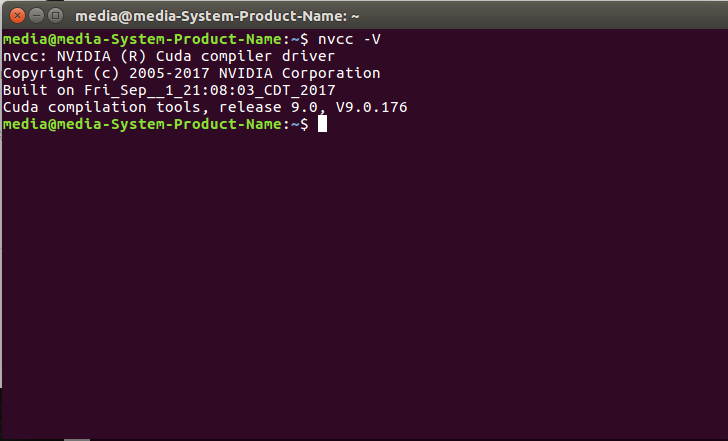 media@media-System-Product-Name: ~
media@media-System-Product-Name:~$ nvcc -V
nvcc: NVIDIA (R) Cuda compiler driver
Copyright (c) 2005-2017 NVIDIA Corporation
Built on Fri_Sep__1_21:08:03_CDT_2017
Cuda compilation tools, release 9.0, V9.0.176
media@media-System-Product-Name:~$